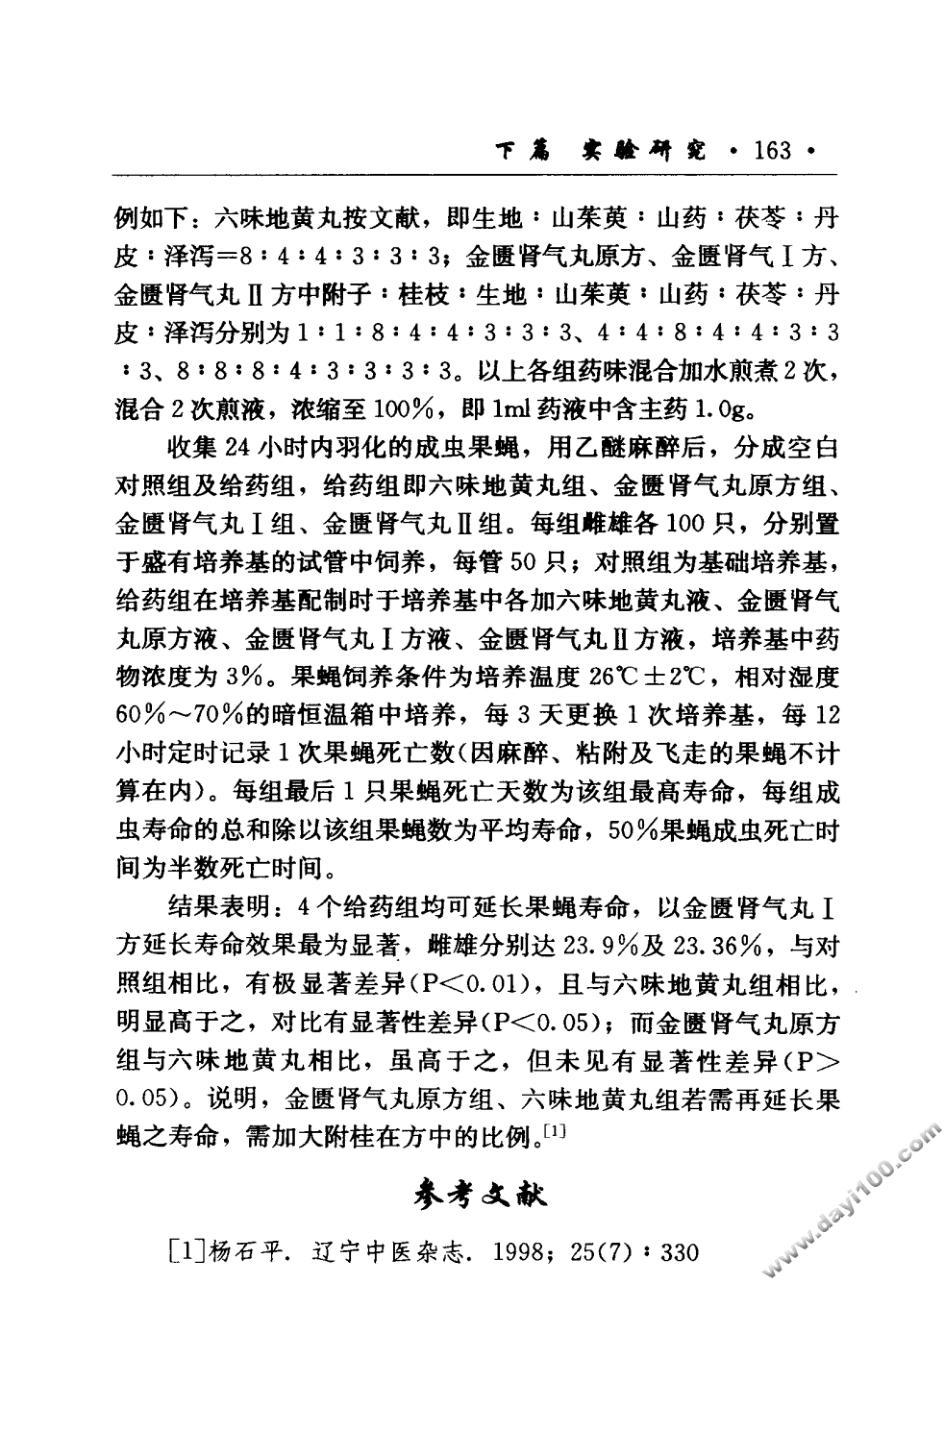 下篇 实验研究 · 163 ·
例如下：六味地黄丸按文献，即生地∶山茱萸∶山药∶茯苓∶丹
皮∶泽泻=8∶4∶4∶3∶3∶3；金匮肾气丸原方、金匮肾气Ⅰ方、
金匮肾气丸Ⅱ方中附子∶桂枝∶生地∶山茱萸∶山药∶茯苓∶丹
皮∶泽泻分别为1∶1∶8∶4∶4∶3∶3∶3、4∶4∶8∶4∶4∶3∶3
∶3、8∶8∶8∶4∶3∶3∶3∶3。以上各组药味混合加水煎煮2次，
混合2次煎液，浓缩至100%，即1ml药液中含主药1.0g。
收集24小时内羽化的成虫果蝇，用乙醚麻醉后，分成空白
对照组及给药组，给药组即六味地黄丸组、金匮肾气丸原方组、
金匮肾气丸Ⅰ组、金匮肾气丸Ⅱ组。每组雌雄各100只，分别置
于盛有培养基的试管中饲养，每管50只；对照组为基础培养基，
给药组在培养基配制时于培养基中各加六味地黄丸液、金匮肾气
丸原方液、金匮肾气丸Ⅰ方液、金匮肾气丸Ⅱ方液，培养基中药
物浓度为3%。果蝇饲养条件为培养温度26℃±2℃，相对湿度
60%～70%的暗恒温箱中培养，每3天更换1次培养基，每12
小时定时记录1次果蝇死亡数(因麻醉、粘附及飞走的果蝇不计
算在内)。每组最后1只果蝇死亡天数为该组最高寿命，每组成
虫寿命的总和除以该组果蝇数为平均寿命，50%果蝇成虫死亡时
间为半数死亡时间。
结果表明：4个给药组均可延长果蝇寿命，以金匮肾气丸Ⅰ
方延长寿命效果最为显著，雌雄分别达23.9%及23.36%，与对
照组相比，有极显著差异(P<0.01)，且与六味地黄丸组相比，
明显高于之，对比有显著性差异(P<0.05)；而金匮肾气丸原方
组与六味地黄丸相比，虽高于之，但未见有显著性差异(P>
0.05)。说明，金匮肾气丸原方组、六味地黄丸组若需再延长果
蝇之寿命，需加大附桂在方中的比例。[1]
参考文献
[1]杨石平．辽宁中医杂志．1998；25(7)∶330
www.dayi100.com